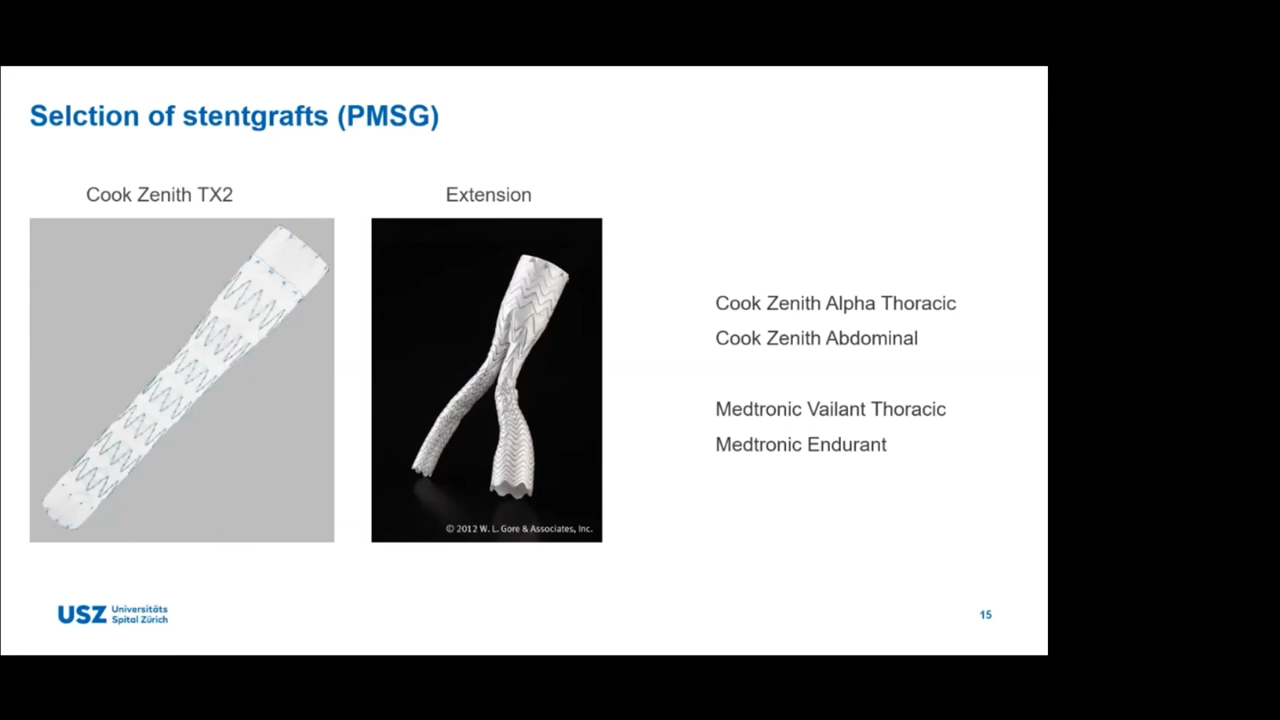 Selction of stentgrafts (PMSG)
Cook Zenith TX2
Extension
Cook Zenith Alpha Thoracic
Cook Zenith Abdominal
Medtronic Vailant Thoracic
Medtronic Endurant
© 2012 W. L. Gore & Associates, Inc.
USZ Universitäts
Spital Zürich
15